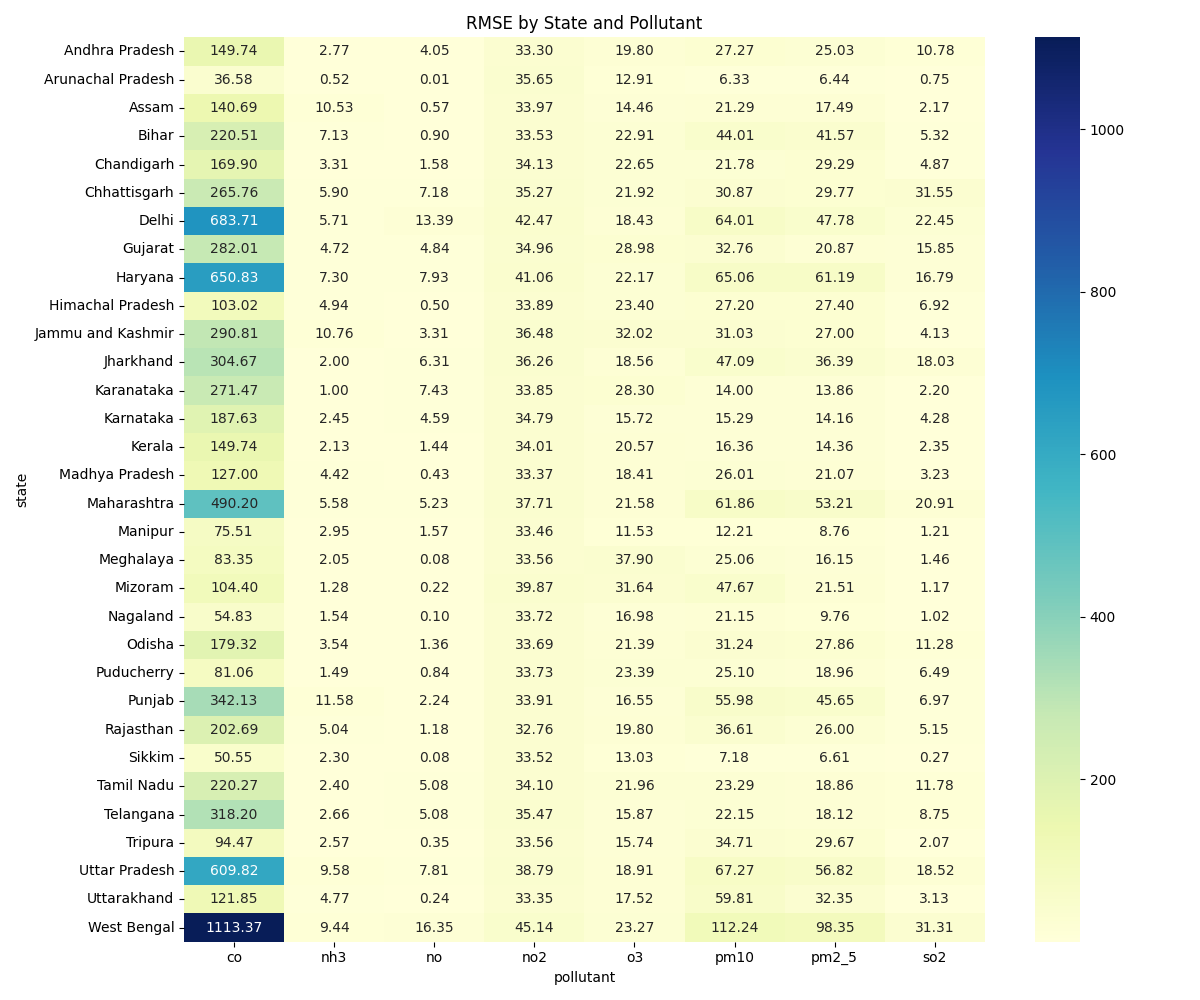 RMSE by State and Pollutant
Andhra Pradesh 149.74 2.77 4.05 33.30 19.80 27.27 25.03 10.78
Arunachal Pradesh 36.58 0.52 0.01 35.65 12.91 6.33 6.44 0.75
Assam 140.69 10.53 0.57 33.97 14.46 21.29 17.49 2.17
Bihar 220.51 7.13 0.90 33.53 22.91 44.01 41.57 5.32
Chandigarh 169.90 3.31 1.58 34.13 22.65 21.78 29.29 4.87
Chhattisgarh 265.76 5.90 7.18 35.27 21.92 30.87 29.77 31.55
Delhi 683.71 5.71 13.39 42.47 18.43 64.01 47.78 22.45
Gujarat 282.01 4.72 4.84 34.96 28.98 32.76 20.87 15.85
Haryana 650.83 7.30 7.93 41.06 22.17 65.06 61.19 16.79
Himachal Pradesh 103.02 4.94 0.50 33.89 23.40 27.20 27.40 6.92
Jammu and Kashmir 290.81 10.76 3.31 36.48 32.02 31.03 27.00 4.13
Jharkhand 304.67 2.00 6.31 36.26 18.56 47.09 36.39 18.03
Karanataka 271.47 1.00 7.43 33.85 28.30 14.00 13.86 2.20
Karnataka 187.63 2.45 4.59 34.79 15.72 15.29 14.16 4.28
Kerala 149.74 2.13 1.44 34.01 20.57 16.36 14.36 2.35
Madhya Pradesh 127.00 4.42 0.43 33.37 18.41 26.01 21.07 3.23
Maharashtra 490.20 5.58 5.23 37.71 21.58 61.86 53.21 20.91
Manipur 75.51 2.95 1.57 33.46 11.53 12.21 8.76 1.21
Meghalaya 83.35 2.05 0.08 33.56 37.90 25.06 16.15 1.46
Mizoram 104.40 1.28 0.22 39.87 31.64 47.67 21.51 1.17
Nagaland 54.83 1.54 0.10 33.72 16.98 21.15 9.76 1.02
Odisha 179.32 3.54 1.36 33.69 21.39 31.24 27.86 11.28
Puducherry 81.06 1.49 0.84 33.73 23.39 25.10 18.96 6.49
Punjab 342.13 11.58 2.24 33.91 16.55 55.98 45.65 6.97
Rajasthan 202.69 5.04 1.18 32.76 19.80 36.61 26.00 5.15
Sikkim 50.55 2.30 0.08 33.52 13.03 7.18 6.61 0.27
Tamil Nadu 220.27 2.40 5.08 34.10 21.96 23.29 18.86 11.78
Telangana 318.20 2.66 5.08 35.47 15.87 22.15 18.12 8.75
Tripura 94.47 2.57 0.35 33.56 15.74 34.71 29.67 2.07
Uttar Pradesh 609.82 9.58 7.81 38.79 18.91 67.27 56.82 18.52
Uttarakhand 121.85 4.77 0.24 33.35 17.52 59.81 32.35 3.13
West Bengal 1113.37 9.44 16.35 45.14 23.27 112.24 98.35 31.31
co nh3 no no2 o3 pm10 pm2_5 so2
pollutant
state
1000
800
600
400
200